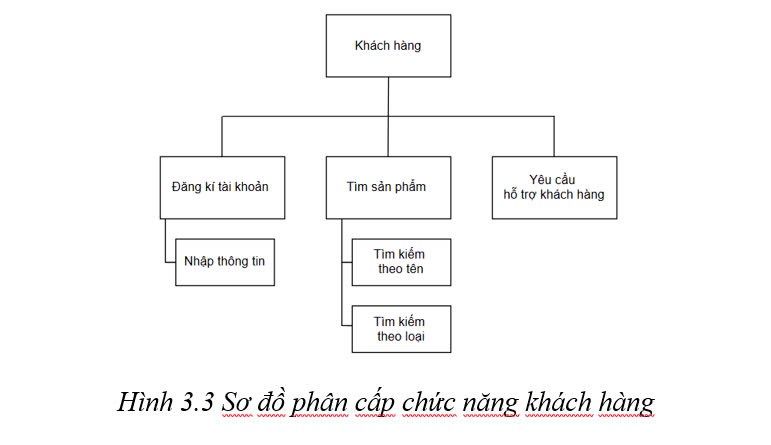 Khách hàng
Đăng kí tài khoản
Nhập thông tin
Tìm sản phẩm
Tìm kiếm
theo tên
Tìm kiếm
theo loại
Yêu cầu
hỗ trợ khách hàng
Hình 3.3 Sơ đồ phân cấp chức năng khách hàng